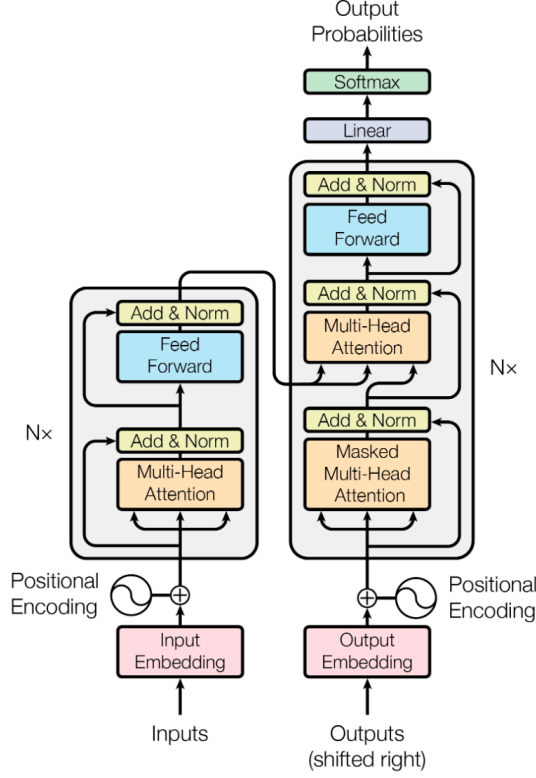 Output
Probabilities
Softmax
Linear
Add & Norm
Feed
Forward
Add & Norm
Multi-Head
Attention
Add & Norm
Masked
Multi-Head
Attention
N×
Add & Norm
Feed
Forward
Add & Norm
Multi-Head
Attention
N×
Positional
Encoding
Positional
Encoding
Input
Embedding
Output
Embedding
Inputs
Outputs
(shifted right)